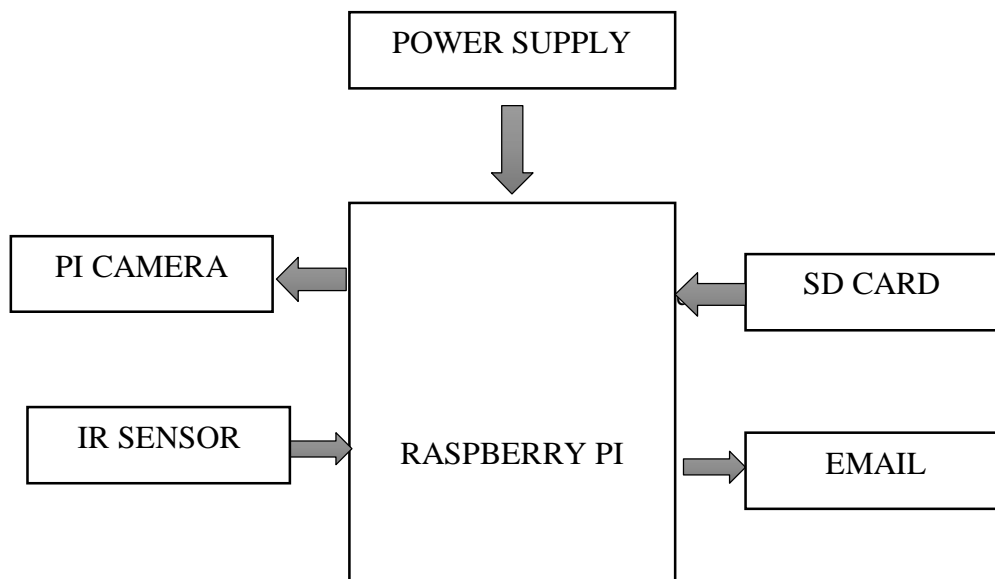 POWER SUPPLY
PI CAMERA
SD CARD
IR SENSOR
RASPBERRY PI
EMAIL